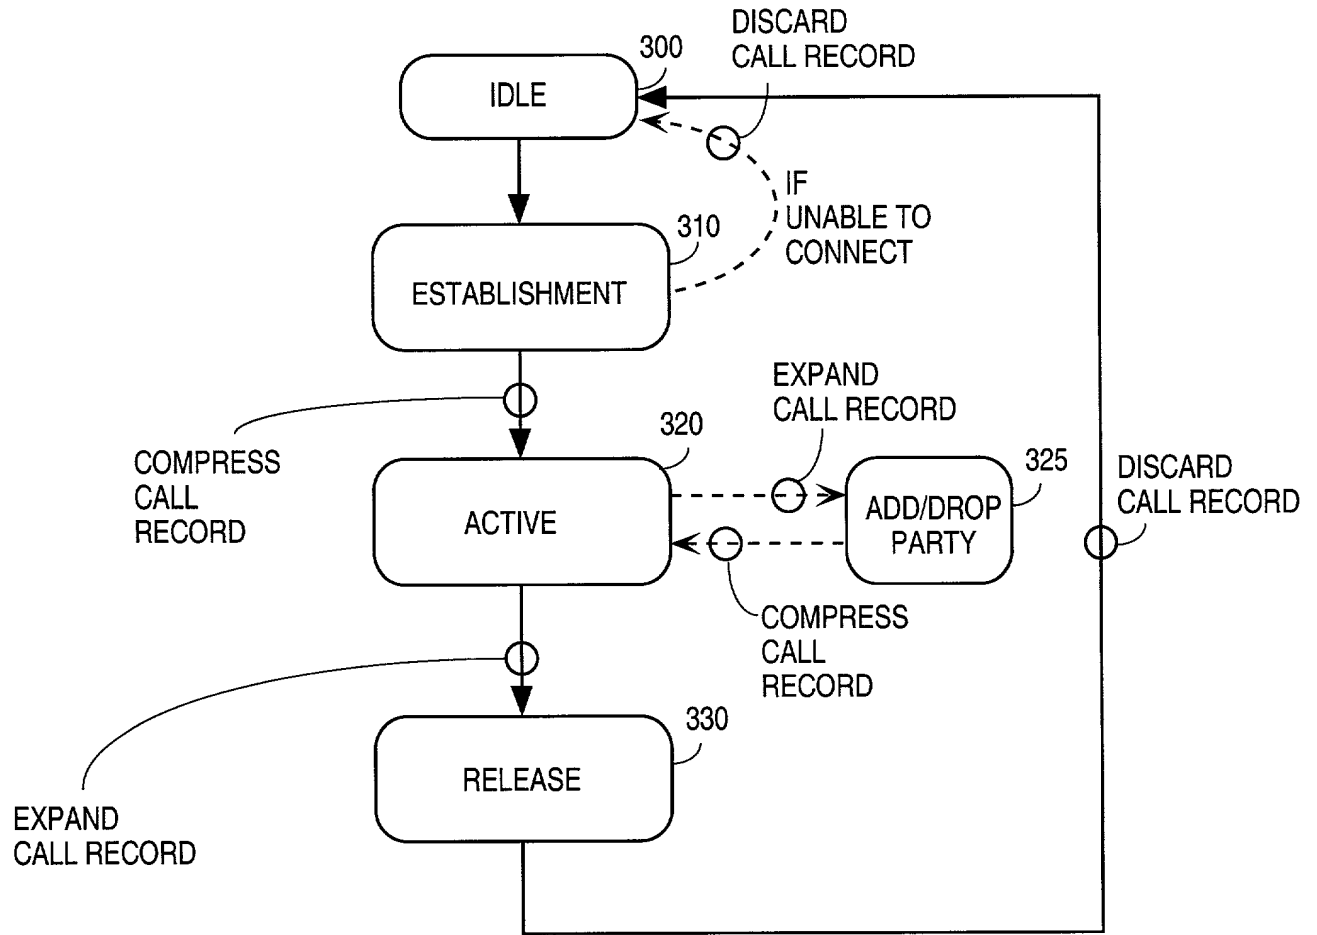 DISCARD
CALL RECORD
300
IDLE
IF
UNABLE TO
CONNECT
310
ESTABLISHMENT
EXPAND
CALL RECORD
320
COMPRESS
CALL
RECORD
325
DISCARD
CALL RECORD
ACTIVE
ADD/DROP
PARTY
COMPRESS
CALL
RECORD
330
RELEASE
EXPAND
CALL RECORD